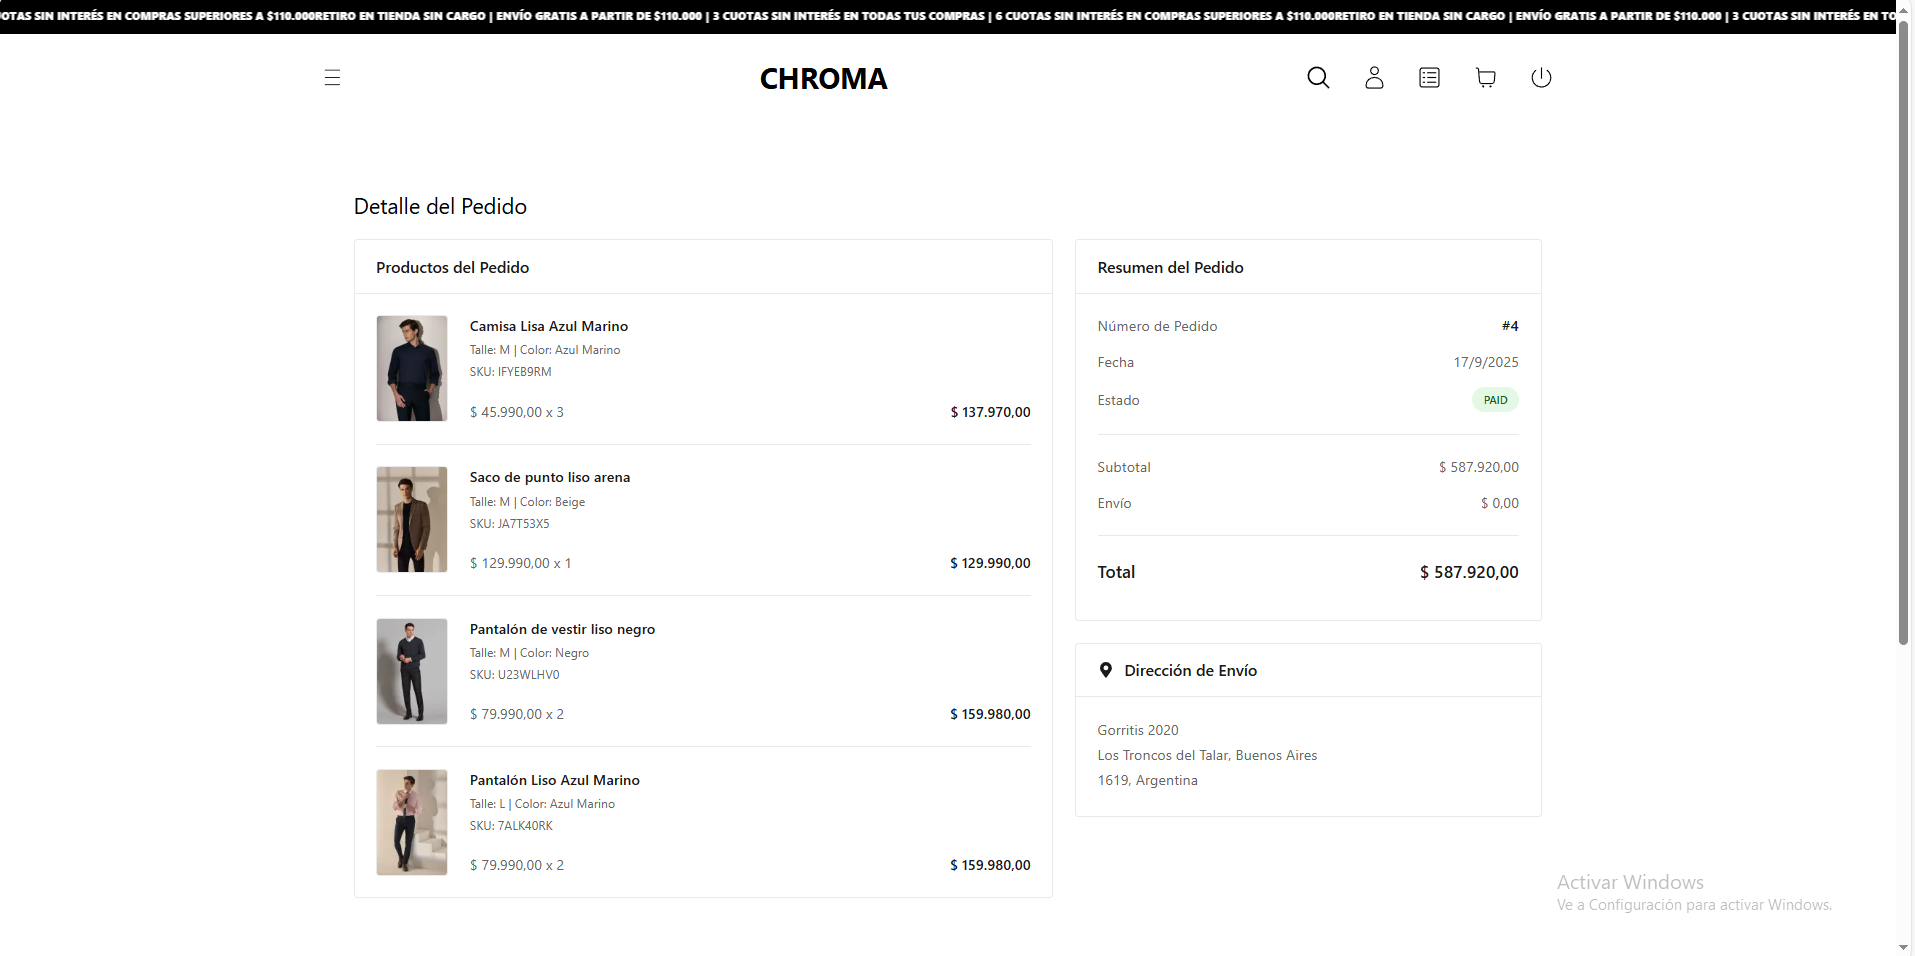 OTAS SIN INTERÉS EN COMPRAS SUPERIORES A $110.000RETIRO EN TIENDA SIN CARGO | ENVÍO GRATIS A PARTIR DE $110.000 | 3 CUOTAS SIN INTERÉS EN TODAS TUS COMPRAS | 6 CUOTAS SIN INTERÉS EN COMPRAS SUPERIORES A $110.000RETIRO EN TIENDA SIN CARGO | ENVÍO GRATIS A PARTIR DE $110.000 | 3 CUOTAS SIN INTERÉS EN TO
CHROMA
Detalle del Pedido
Productos del Pedido
Camisa Lisa Azul Marino
Talle: M | Color: Azul Marino
SKU: IFYEB9RM
$ 45.990,00 x 3 $ 137.970,00
Saco de punto liso arena
Talle: M | Color: Beige
SKU: JA7T53X5
$ 129.990,00 x 1 $ 129.990,00
Pantalón de vestir liso negro
Talle: M | Color: Negro
SKU: U23WLHV0
$ 79.990,00 x 2 $ 159.980,00
Pantalón Liso Azul Marino
Talle: L | Color: Azul Marino
SKU: 7ALK40RK
$ 79.990,00 x 2 $ 159.980,00
Resumen del Pedido
Número de Pedido #4
Fecha 17/9/2025
Estado PAID
Subtotal $ 587.920,00
Envío $ 0,00
Total $ 587.920,00
Dirección de Envío
Gorritis 2020
Los Troncos del Talar, Buenos Aires
1619, Argentina
Activar Windows
Ve a Configuración para activar Windows.